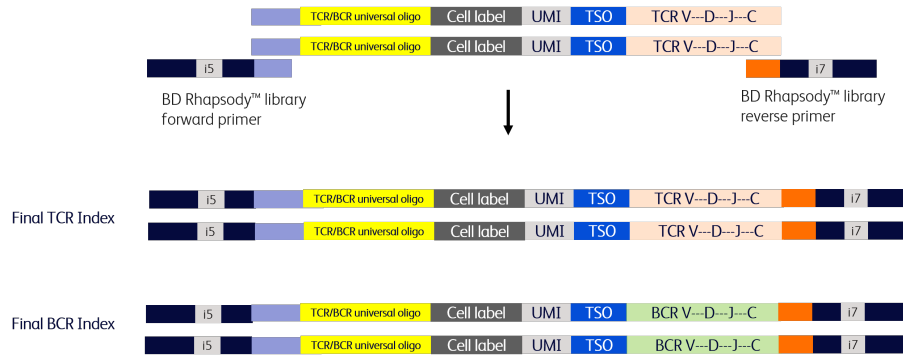 TCR/BCR universal oligo Cell label UMI TSO TCR V---D---J---C
TCR/BCR universal oligo Cell label UMI TSO TCR V---D---J---C
i5 i7
BD Rhapsody™ library
forward primer
BD Rhapsody™ library
reverse primer
Final TCR Index
i5 TCR/BCR universal oligo Cell label UMI TSO TCR V---D---J---C i7
i5 TCR/BCR universal oligo Cell label UMI TSO TCR V---D---J---C i7
Final BCR Index
i5 TCR/BCR universal oligo Cell label UMI TSO BCR V---D---J---C i7
i5 TCR/BCR universal oligo Cell label UMI TSO BCR V---D---J---C i7